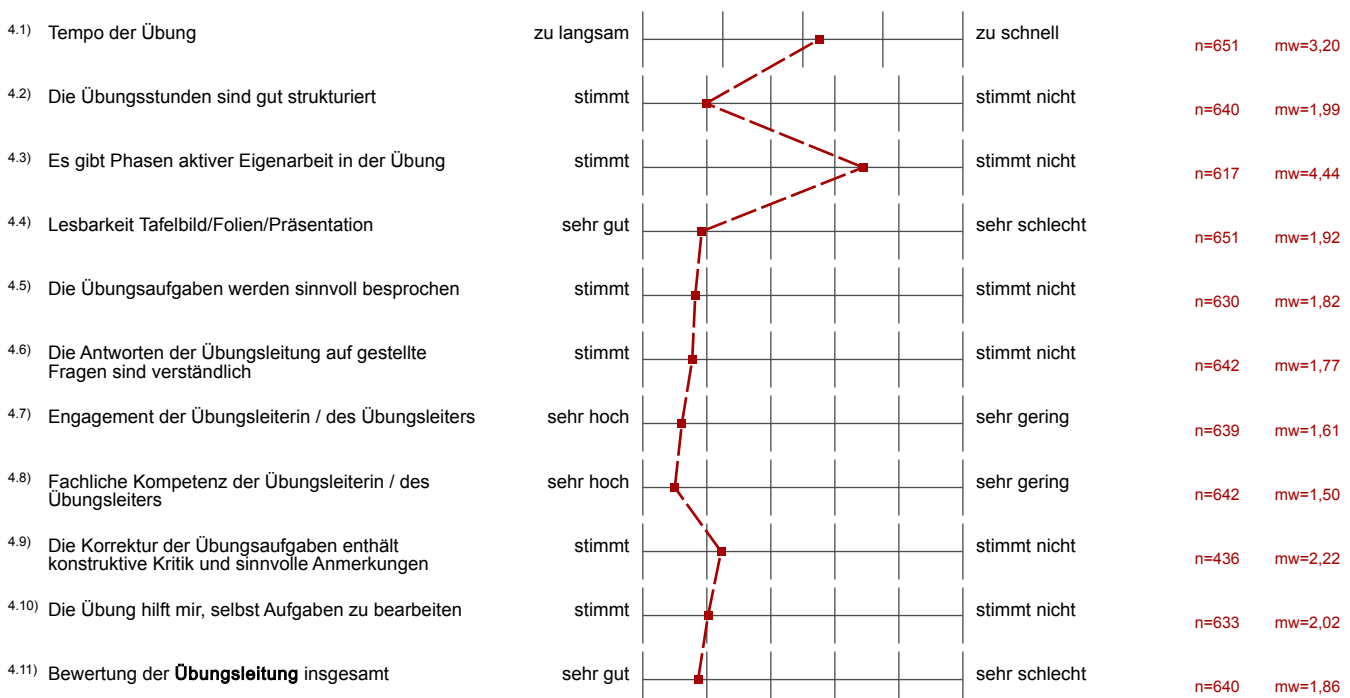 4.1) Tempo der Übung zu langsam zu schnell n=651 mw=3,20
4.2) Die Übungsstunden sind gut strukturiert stimmt stimmt nicht n=640 mw=1,99
4.3) Es gibt Phasen aktiver Eigenarbeit in der Übung stimmt stimmt nicht n=617 mw=4,44
4.4) Lesbarkeit Tafelbild/Folien/Präsentation sehr gut sehr schlecht n=651 mw=1,92
4.5) Die Übungsaufgaben werden sinnvoll besprochen stimmt stimmt nicht n=630 mw=1,82
4.6) Die Antworten der Übungsleitung auf gestellte stimmt stimmt nicht n=642 mw=1,77
Fragen sind verständlich
4.7) Engagement der Übungsleiterin / des Übungsleiters sehr hoch sehr gering n=639 mw=1,61
4.8) Fachliche Kompetenz der Übungsleiterin / des sehr hoch sehr gering n=642 mw=1,50
Übungsleiters
4.9) Die Korrektur der Übungsaufgaben enthält stimmt stimmt nicht n=436 mw=2,22
konstruktive Kritik und sinnvolle Anmerkungen
4.10) Die Übung hilft mir, selbst Aufgaben zu bearbeiten stimmt stimmt nicht n=633 mw=2,02
4.11) Bewertung der Übungsleitung insgesamt sehr gut sehr schlecht n=640 mw=1,86